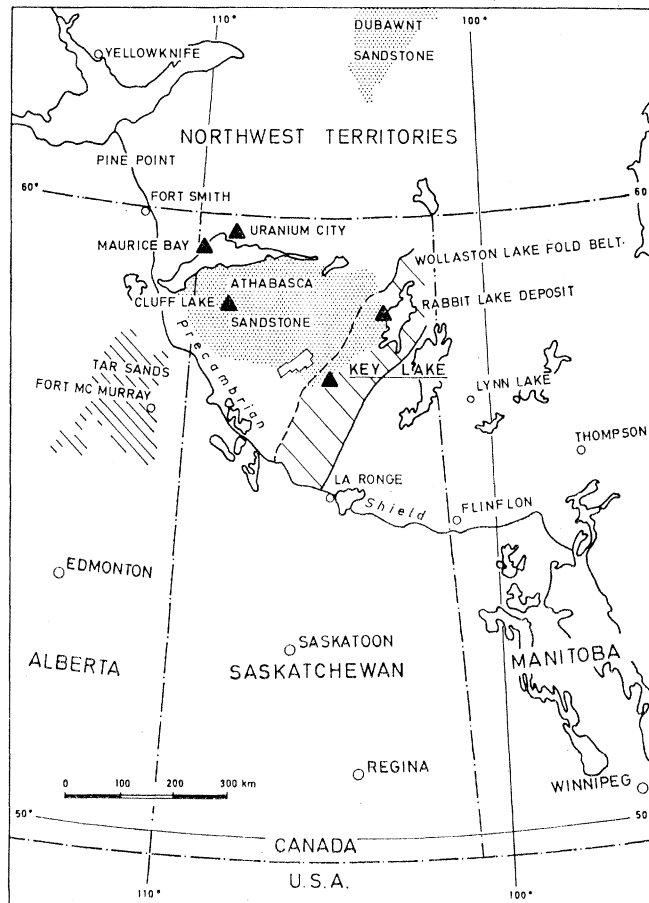 110°
100°
DUBAWNT
SANDSTONE
YELLOWKNIFE
NORTHWEST TERRITORIES
PINE POINT
60°
60
FORT SMITH
URANIUM CITY
MAURICE BAY
WOLLASTON LAKE FOLD BELT.
ATHABASCA
SANDSTONE
CLUFF LAKE
RABBIT LAKE DEPOSIT
Precambrian
TAR SANDS
FORT MC MURRAY
KEY LAKE
LYNN LAKE
THOMPSON
LA RONGE
Shield
FLINFLON
EDMONTON
SASKATOON
ALBERTA
SASKATCHEWAN
MANITOBA
0 100 200 300 km
REGINA
WINNIPEG
50°
50
CANADA
U.S.A.
110°
100°